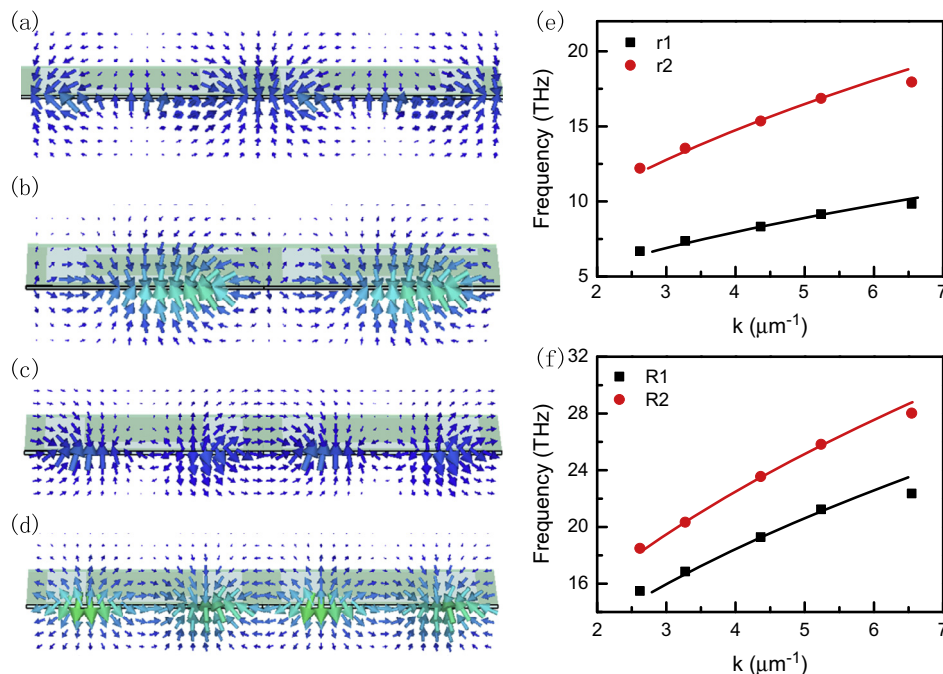 (a)
(b)
(c)
(d)
(e)
r1
r2
Frequency (THz)
20
15
10
5
2 3 4 5 6 7
k (μm⁻¹)
(f)
R1
R2
Frequency (THz)
32
28
24
20
16
2 3 4 5 6 7
k (μm⁻¹)